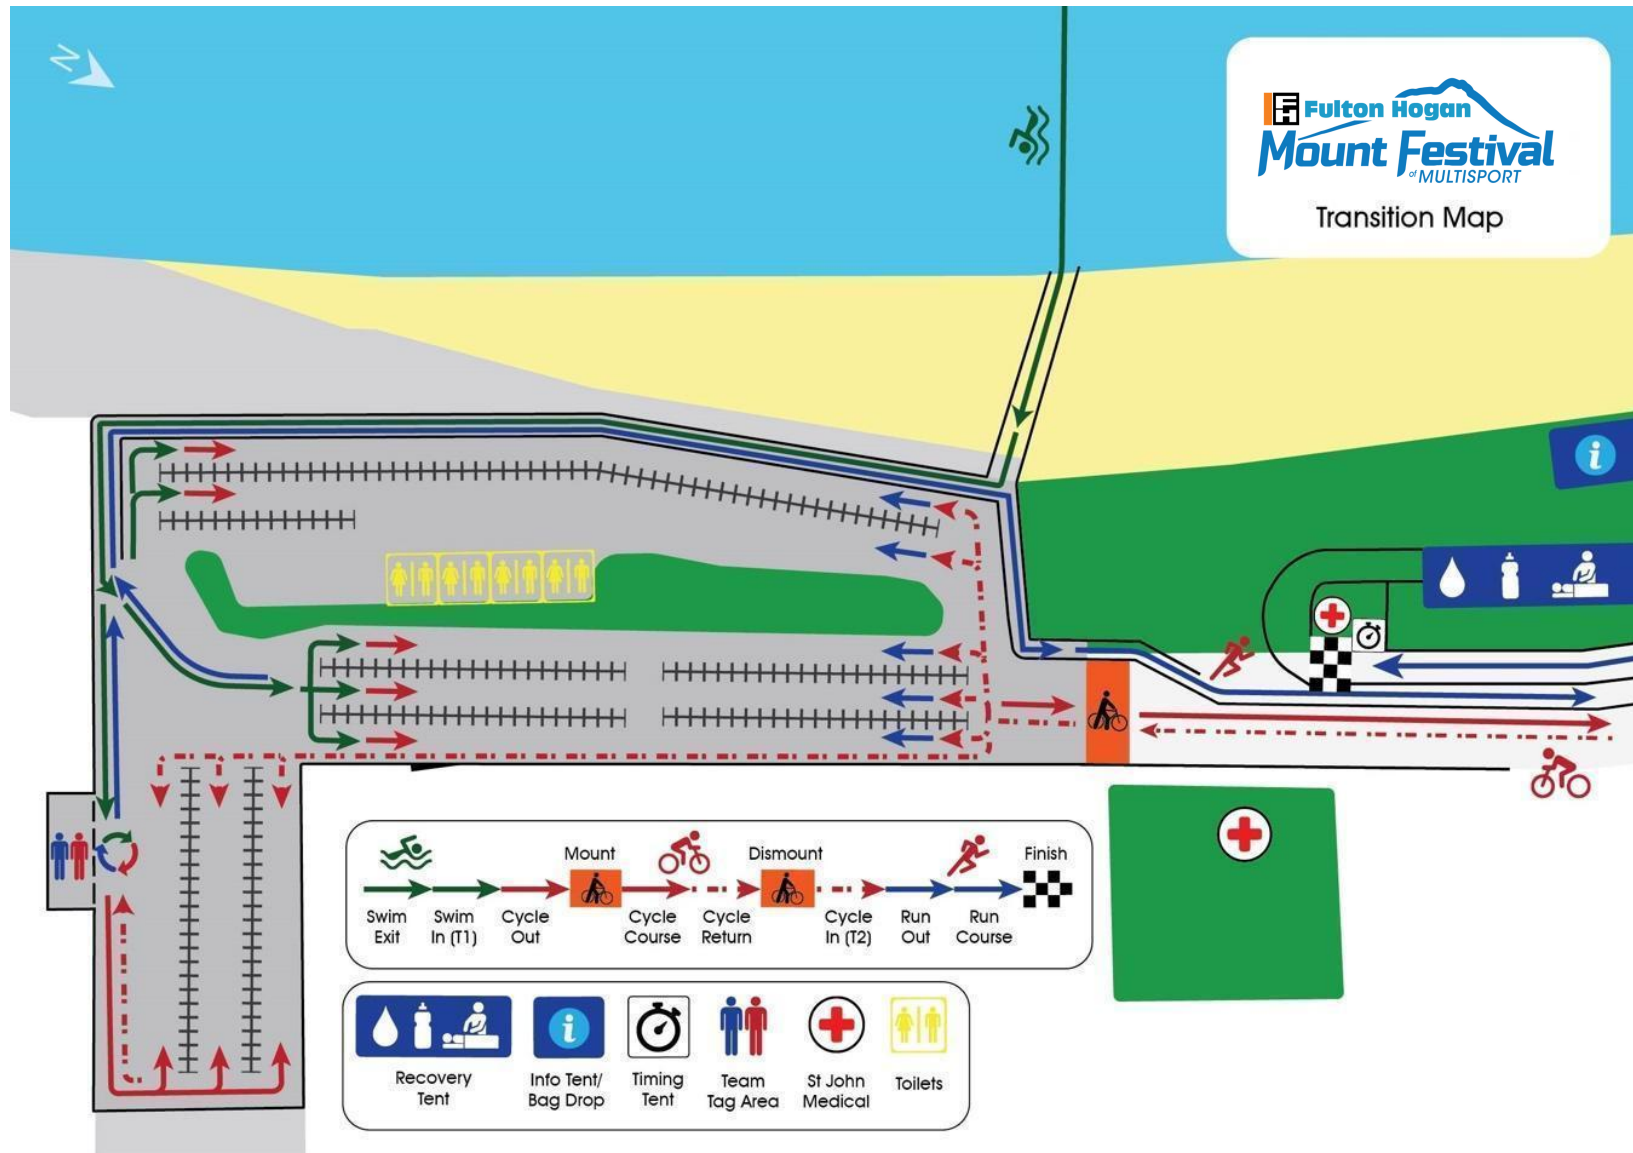 N
FH Fulton Hogan
Mount Festival
of MULTISPORT
Transition Map
i
Mount
Dismount
Finish
Swim
Exit
Swim
In (T1)
Cycle
Out
Cycle
Course
Cycle
Return
Cycle
In (T2)
Run
Out
Run
Course
i
Recovery
Tent
Info Tent/
Bag Drop
Timing
Tent
Team
Tag Area
St John
Medical
Toilets